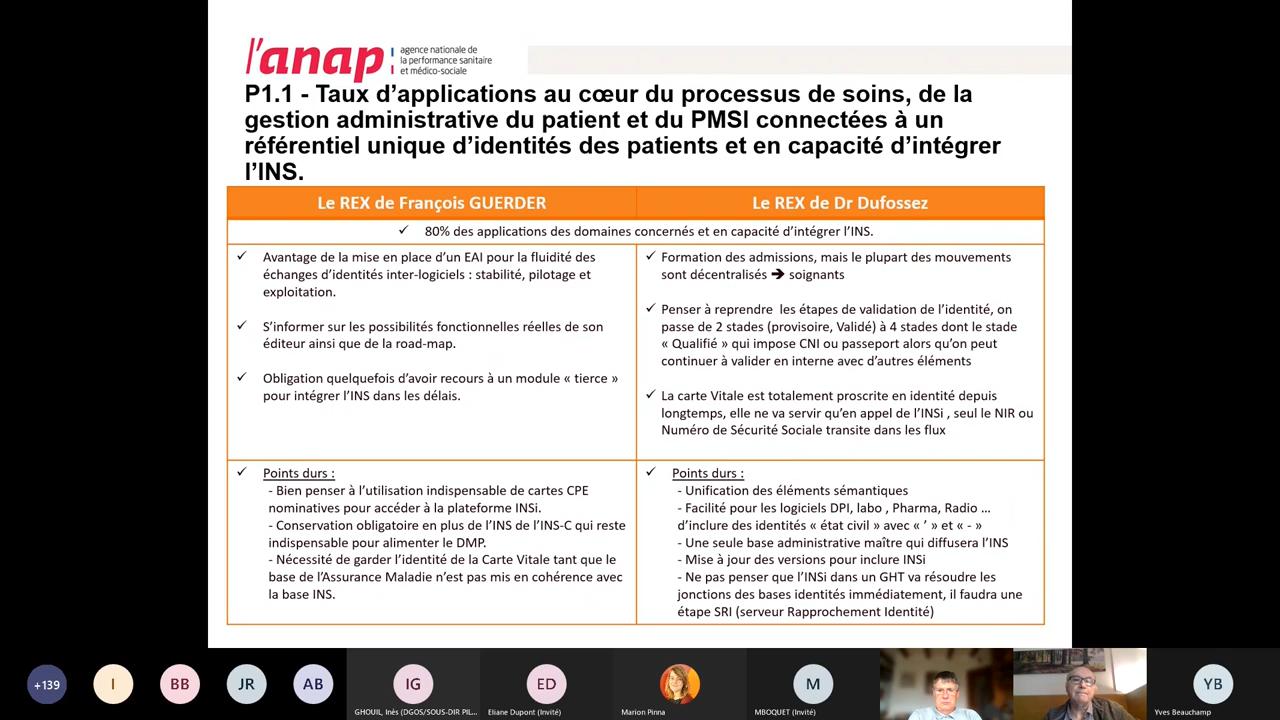 l'anap
agence nationale de
la performance sanitaire
et médico-sociale
P1.1 - Taux d'applications au cœur du processus de soins, de la
gestion administrative du patient et du PMSI connectées à un
référentiel unique d'identités des patients et en capacité d'intégrer
l'INS.
Le REX de François GUERDER
Le REX de Dr Dufossez
✓ 80% des applications des domaines concernés et en capacité d'intégrer l'INS.
✓ Avantage de la mise en place d'un EAI pour la fluidité des
échanges d'identités inter-logiciels : stabilité, pilotage et
exploitation.
✓ S'informer sur les possibilités fonctionnelles réelles de son
éditeur ainsi que de la road-map.
✓ Obligation quelquefois d'avoir recours à un module « tierce »
pour intégrer l'INS dans les délais.
✓ Formation des admissions, mais le plupart des mouvements
sont décentralisés ➔ soignants
✓ Penser à reprendre les étapes de validation de l'identité, on
passe de 2 stades (provisoire, Validé) à 4 stades dont le stade
« Qualifié » qui impose CNI ou passeport alors qu'on peut
continuer à valider en interne avec d'autres éléments
✓ La carte Vitale est totalement proscrite en identité depuis
longtemps, elle ne va servir qu'en appel de l'INSi , seul le NIR ou
Numéro de Sécurité Sociale transite dans les flux
✓ Points durs :
- Bien penser à l'utilisation indispensable de cartes CPE
nominatives pour accéder à la plateforme INSi.
- Conservation obligatoire en plus de l'INS de l'INS-C qui reste
indispensable pour alimenter le DMP.
- Nécessité de garder l'identité de la Carte Vitale tant que le
base de l'Assurance Maladie n'est pas mis en cohérence avec
la base INS.
✓ Points durs :
- Unification des éléments sémantiques
- Facilité pour les logiciels DPI, labo , Pharma, Radio …
d'inclure des identités « état civil » avec « ' » et « - »
- Une seule base administrative maître qui diffusera l'INS
- Mise à jour des versions pour inclure INSi
- Ne pas penser que l'INSi dans un GHT va résoudre les
jonctions des bases identités immédiatement, il faudra une
étape SRI (serveur Rapprochement Identité)
+139
I
BB
JR
AB
IG
ED
M
YB
GHOUIL, Inès (DGOS/SOUS-DIR PIL...
Eliane Dupont (Invité)
Marion Pinna
MBOQUET (Invité)
Yves Beauchamp